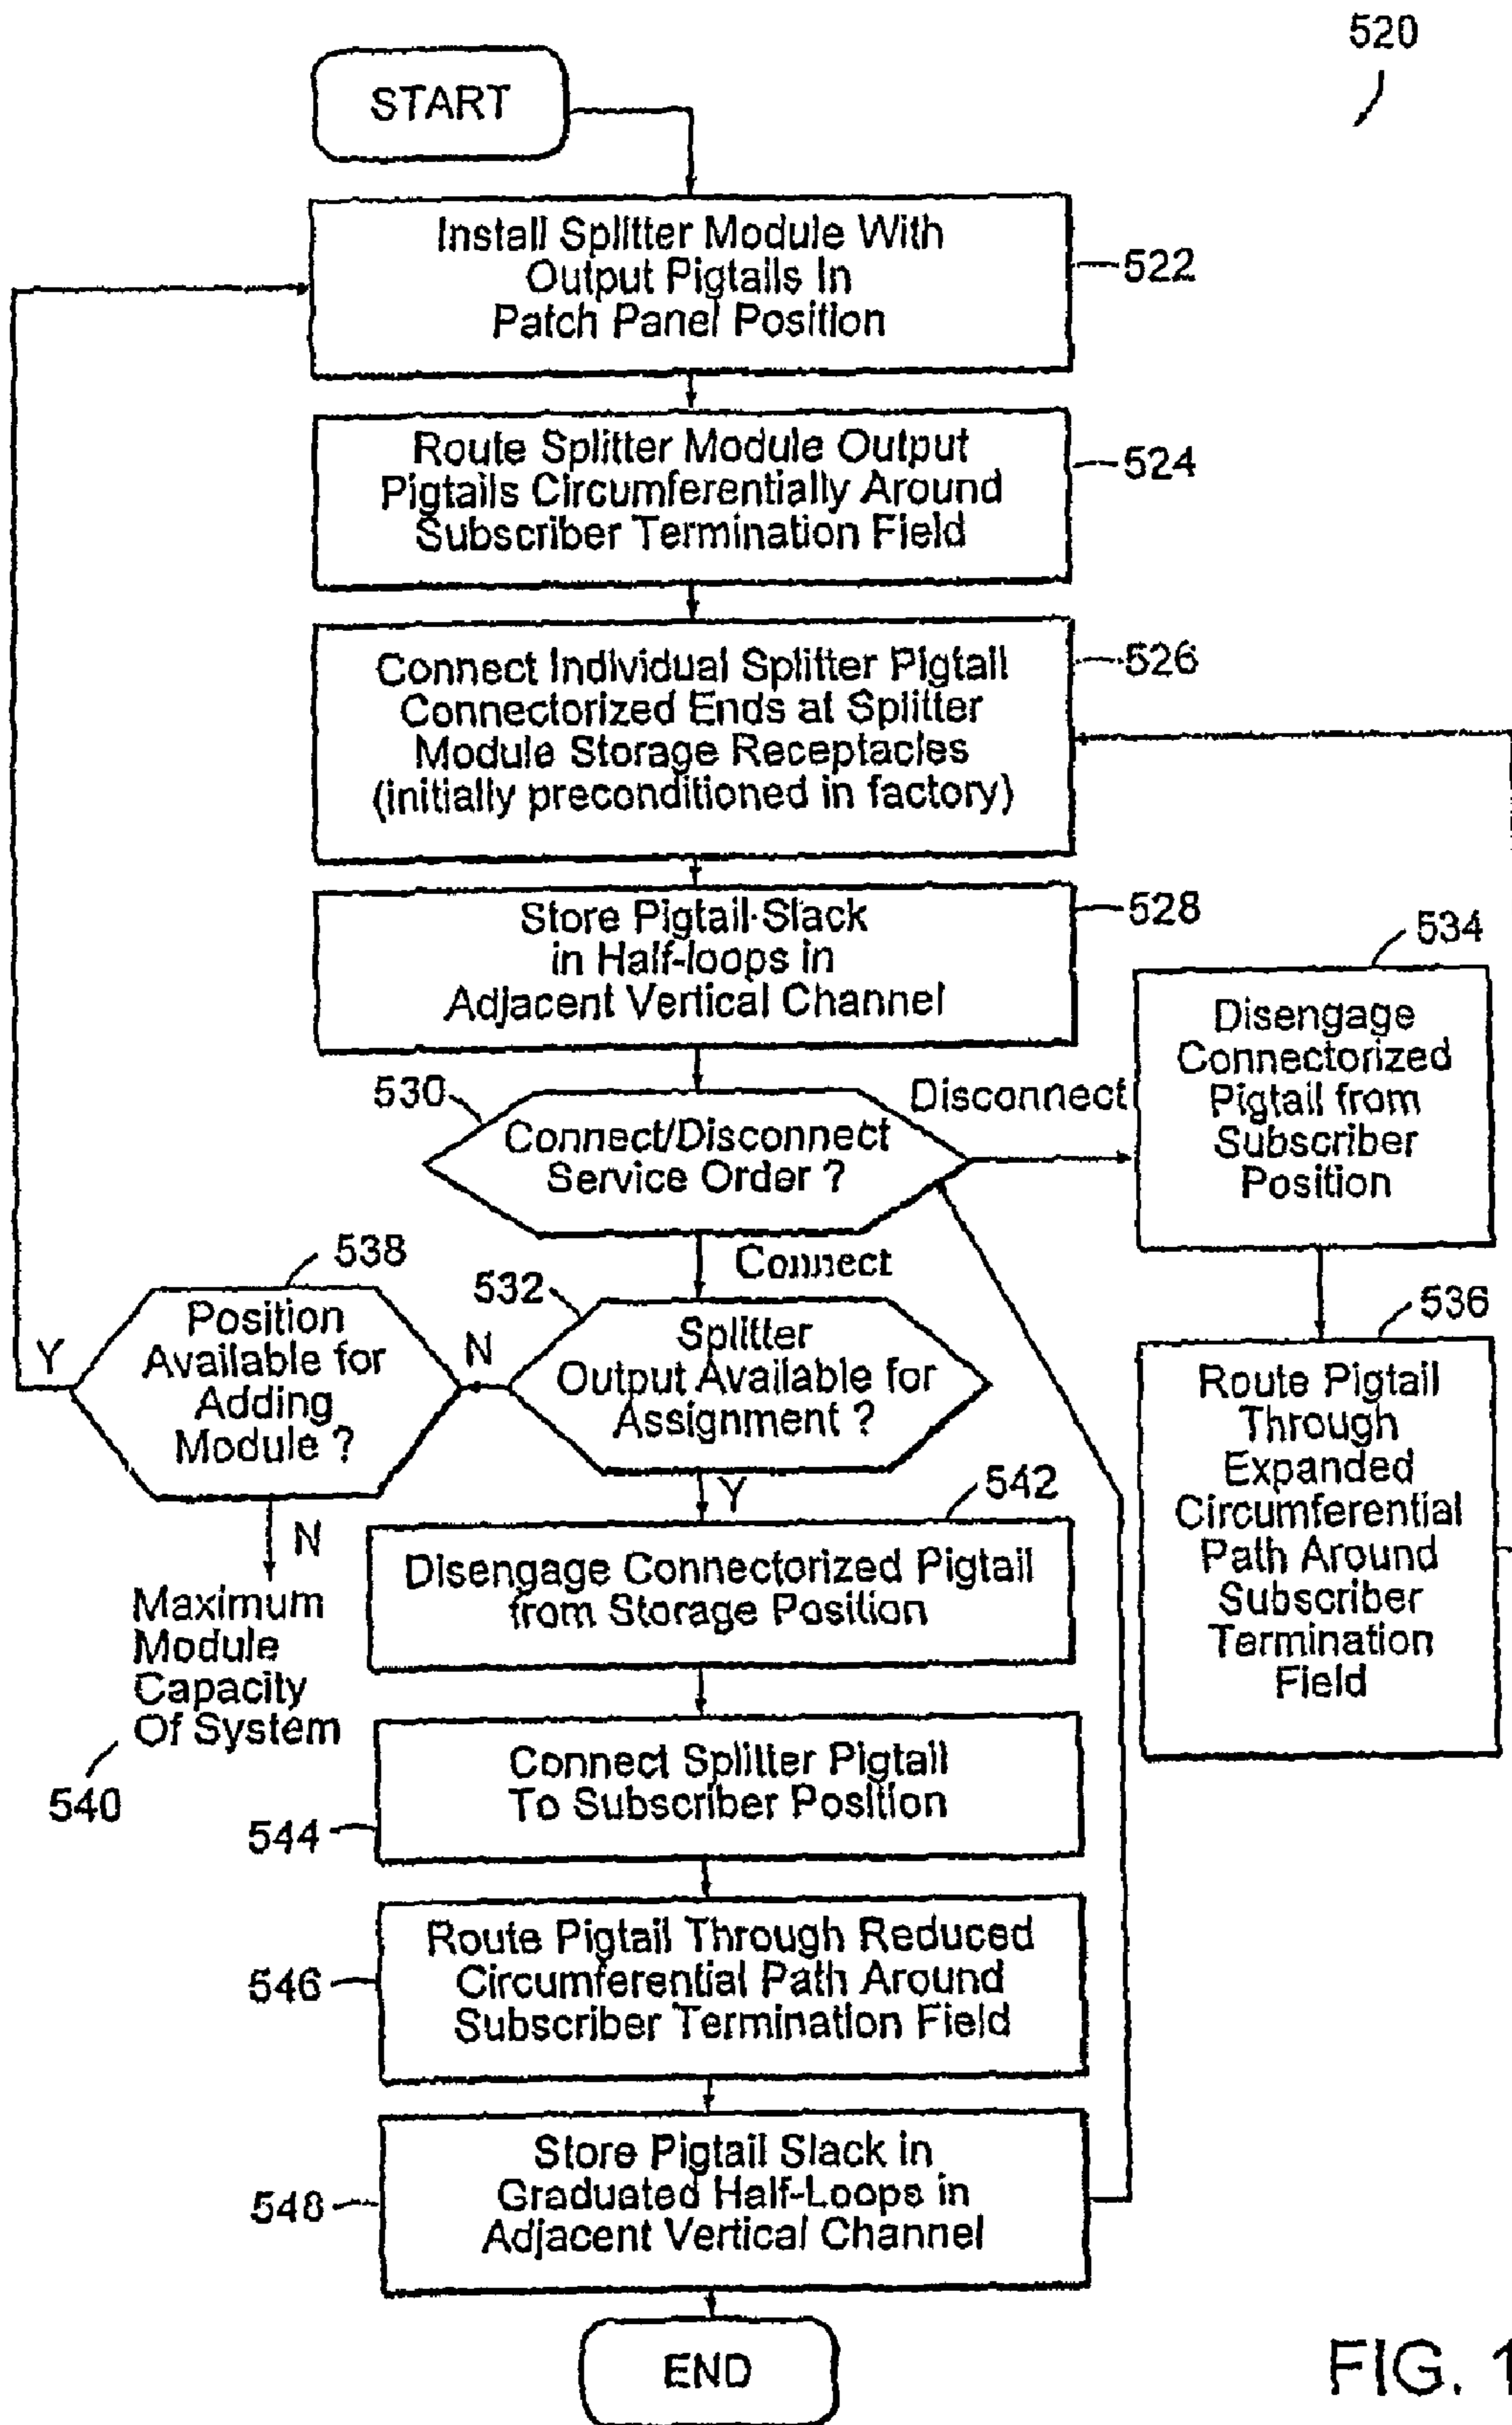 520
START
Install Splitter Module With
Output Pigtails In
Patch Panel Position
522
Route Splitter Module Output
Pigtails Circumferentially Around
Subscriber Termination Field
524
Connect Individual Splitter Pigtail
Connectorized Ends at Splitter
Module Storage Receptacles
(initially preconditioned in factory)
526
Store Pigtail Slack
in Half-loops in
Adjacent Vertical Channel
528
530
Connect/Disconnect
Service Order ?
Disconnect
534
Disengage
Connectorized
Pigtail from
Subscriber
Position
Connect
532
Splitter
Output Available for
Assignment ?
N
538
Position
Available for
Adding
Module ?
Y
N
Maximum
Module
Capacity
Of System
540
536
Route Pigtail
Through
Expanded
Circumferential
Path Around
Subscriber
Termination
Field
Y
542
Disengage Connectorized Pigtail
from Storage Position
Connect Splitter Pigtail
To Subscriber Position
544
Route Pigtail Through Reduced
Circumferential Path Around
Subscriber Termination Field
546
Store Pigtail Slack in
Graduated Half-Loops in
Adjacent Vertical Channel
548
END
FIG. 1